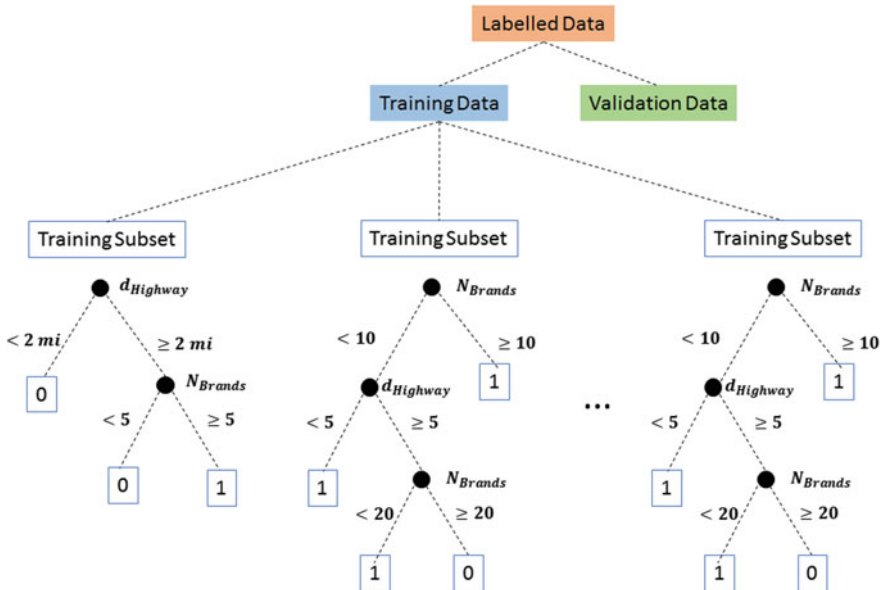 Labelled Data
Training Data
Validation Data
Training Subset
Training Subset
Training Subset
d_Highway
N_Brands
N_Brands
< 2 mi
≥ 2 mi
< 10
≥ 10
< 10
≥ 10
0
N_Brands
d_Highway
1
...
d_Highway
1
< 5
≥ 5
< 5
≥ 5
< 5
≥ 5
0
1
1
N_Brands
1
N_Brands
< 20
≥ 20
< 20
≥ 20
1
0
1
0